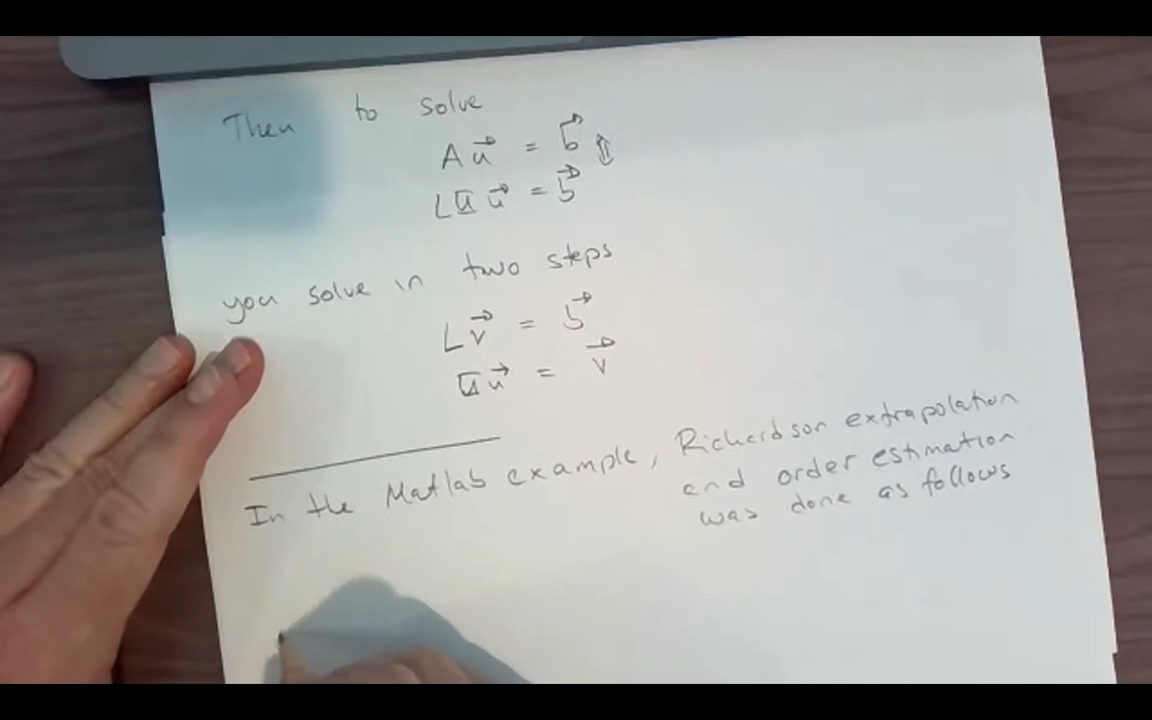 Then to solve
A u⃗ = b⃗ ⇕
L U u⃗ = b⃗
you solve in two steps
L v⃗ = b⃗
U u⃗ = v⃗
In the Matlab example, Richardson extrapolation
and order estimation
was done as follows